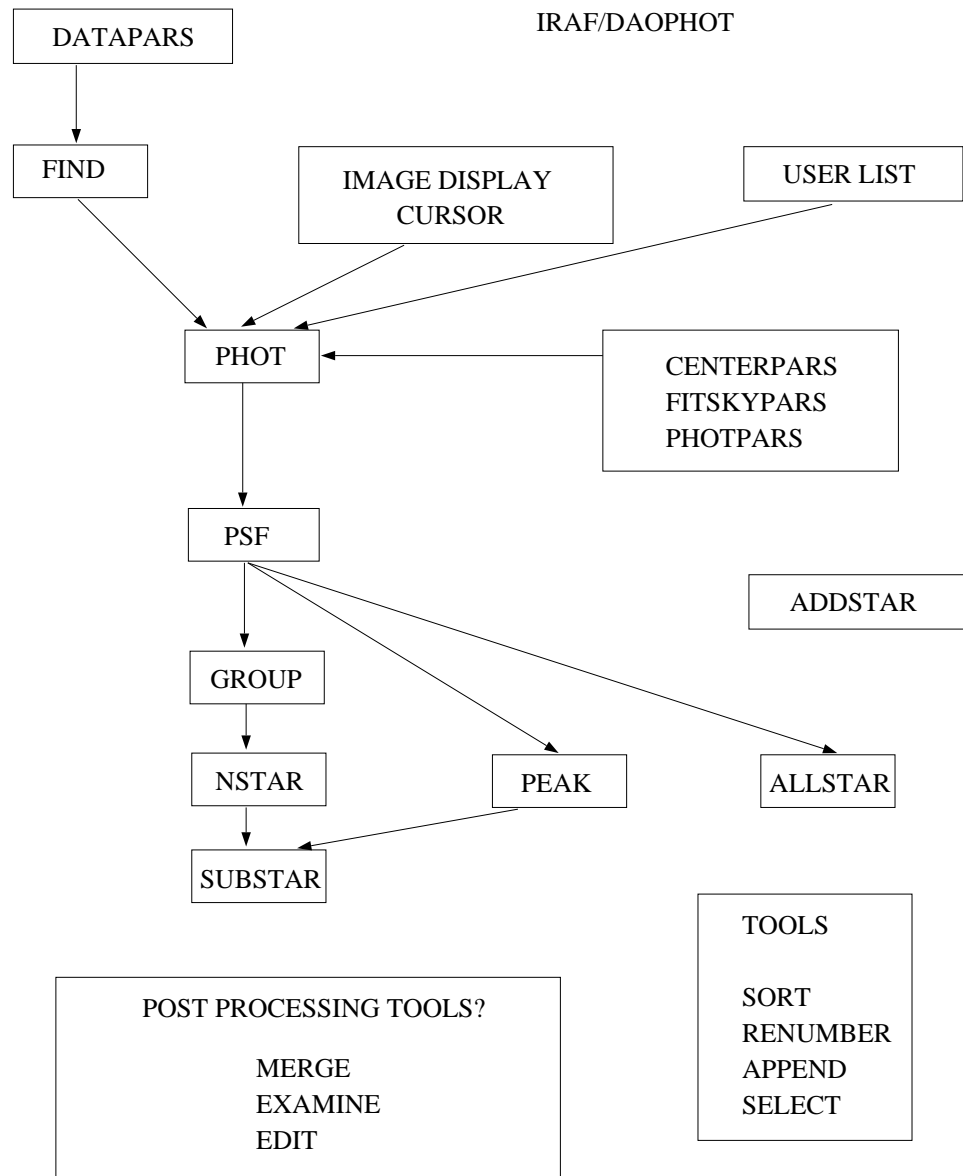 IRAF/DAOPHOT
DATAPARS
FIND
IMAGE DISPLAY
CURSOR
USER LIST
PHOT
CENTERPARS
FITSKYPARS
PHOTPARS
PSF
ADDSTAR
GROUP
NSTAR
PEAK
ALLSTAR
SUBSTAR
TOOLS
SORT
RENUMBER
APPEND
SELECT
POST PROCESSING TOOLS?
MERGE
EXAMINE
EDIT